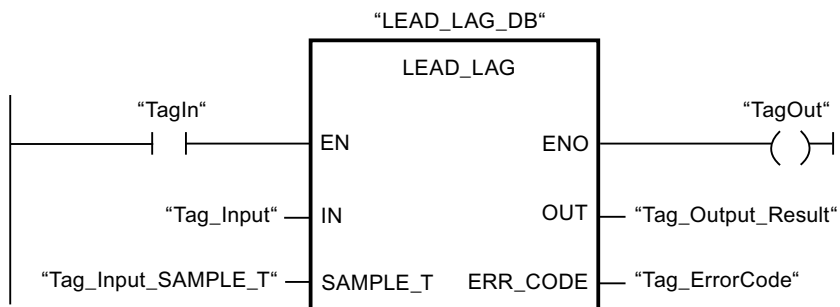 “LEAD_LAG_DB“
LEAD_LAG
“TagIn“ “TagOut“
EN ENO
“Tag_Input“ IN OUT “Tag_Output_Result“
“Tag_Input_SAMPLE_T“ SAMPLE_T ERR_CODE “Tag_ErrorCode“